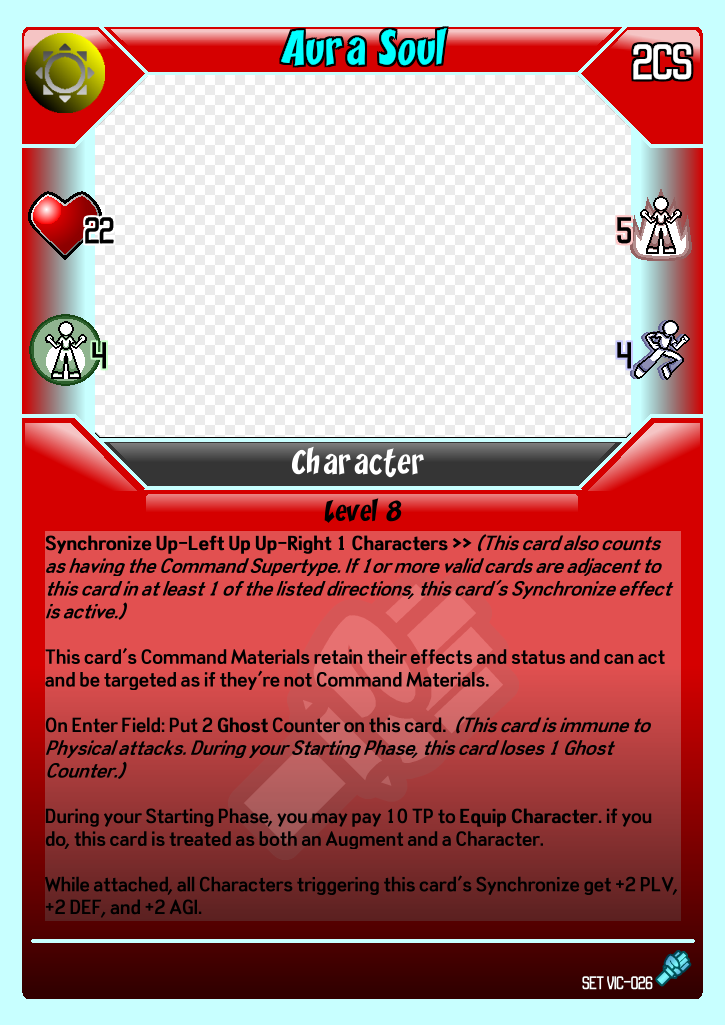 Aura Soul
2CS
22
5
4
4
Character
Level 8
Synchronize Up-Left Up Up-Right 1 Characters >> (This card also counts
as having the Command Supertype. If 1 or more valid cards are adjacent to
this card in at least 1 of the listed directions, this card's Synchronize effect
is active.)
This card's Command Materials retain their effects and status and can act
and be targeted as if they're not Command Materials.
On Enter Field: Put 2 Ghost Counter on this card. (This card is immune to
Physical attacks. During your Starting Phase, this card loses 1 Ghost
Counter.)
During your Starting Phase, you may pay 10 TP to Equip Character. if you
do, this card is treated as both an Augment and a Character.
While attached, all Characters triggering this card's Synchronize get +2 PLV,
+2 DEF, and +2 AGI.
SET VIC-026